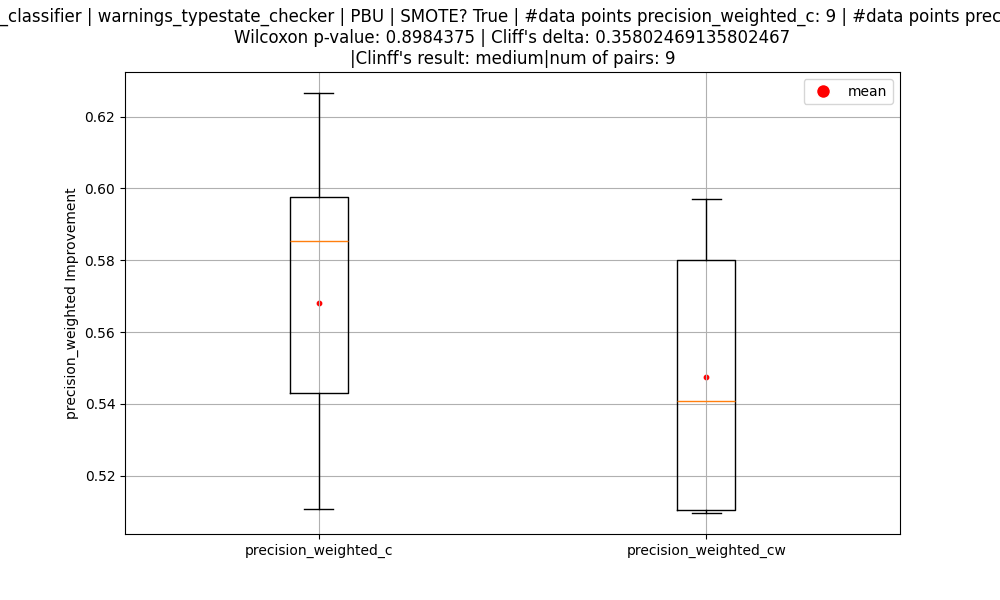 _classifier | warnings_typestate_checker | PBU | SMOTE? True | #data points precision_weighted_c: 9 | #data points prec
Wilcoxon p-value: 0.8984375 | Cliff's delta: 0.35802469135802467
|Clinff's result: medium|num of pairs: 9
mean
precision_weighted Improvement
0.62
0.60
0.58
0.56
0.54
0.52
precision_weighted_c
precision_weighted_cw